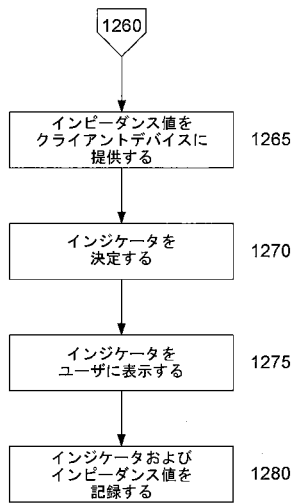 1260
インピーダンス値を
クライアントデバイスに
提供する
1265
インジケータを
決定する
1270
インジケータを
ユーザに表示する
1275
インジケータおよび
インピーダンス値を
記録する
1280